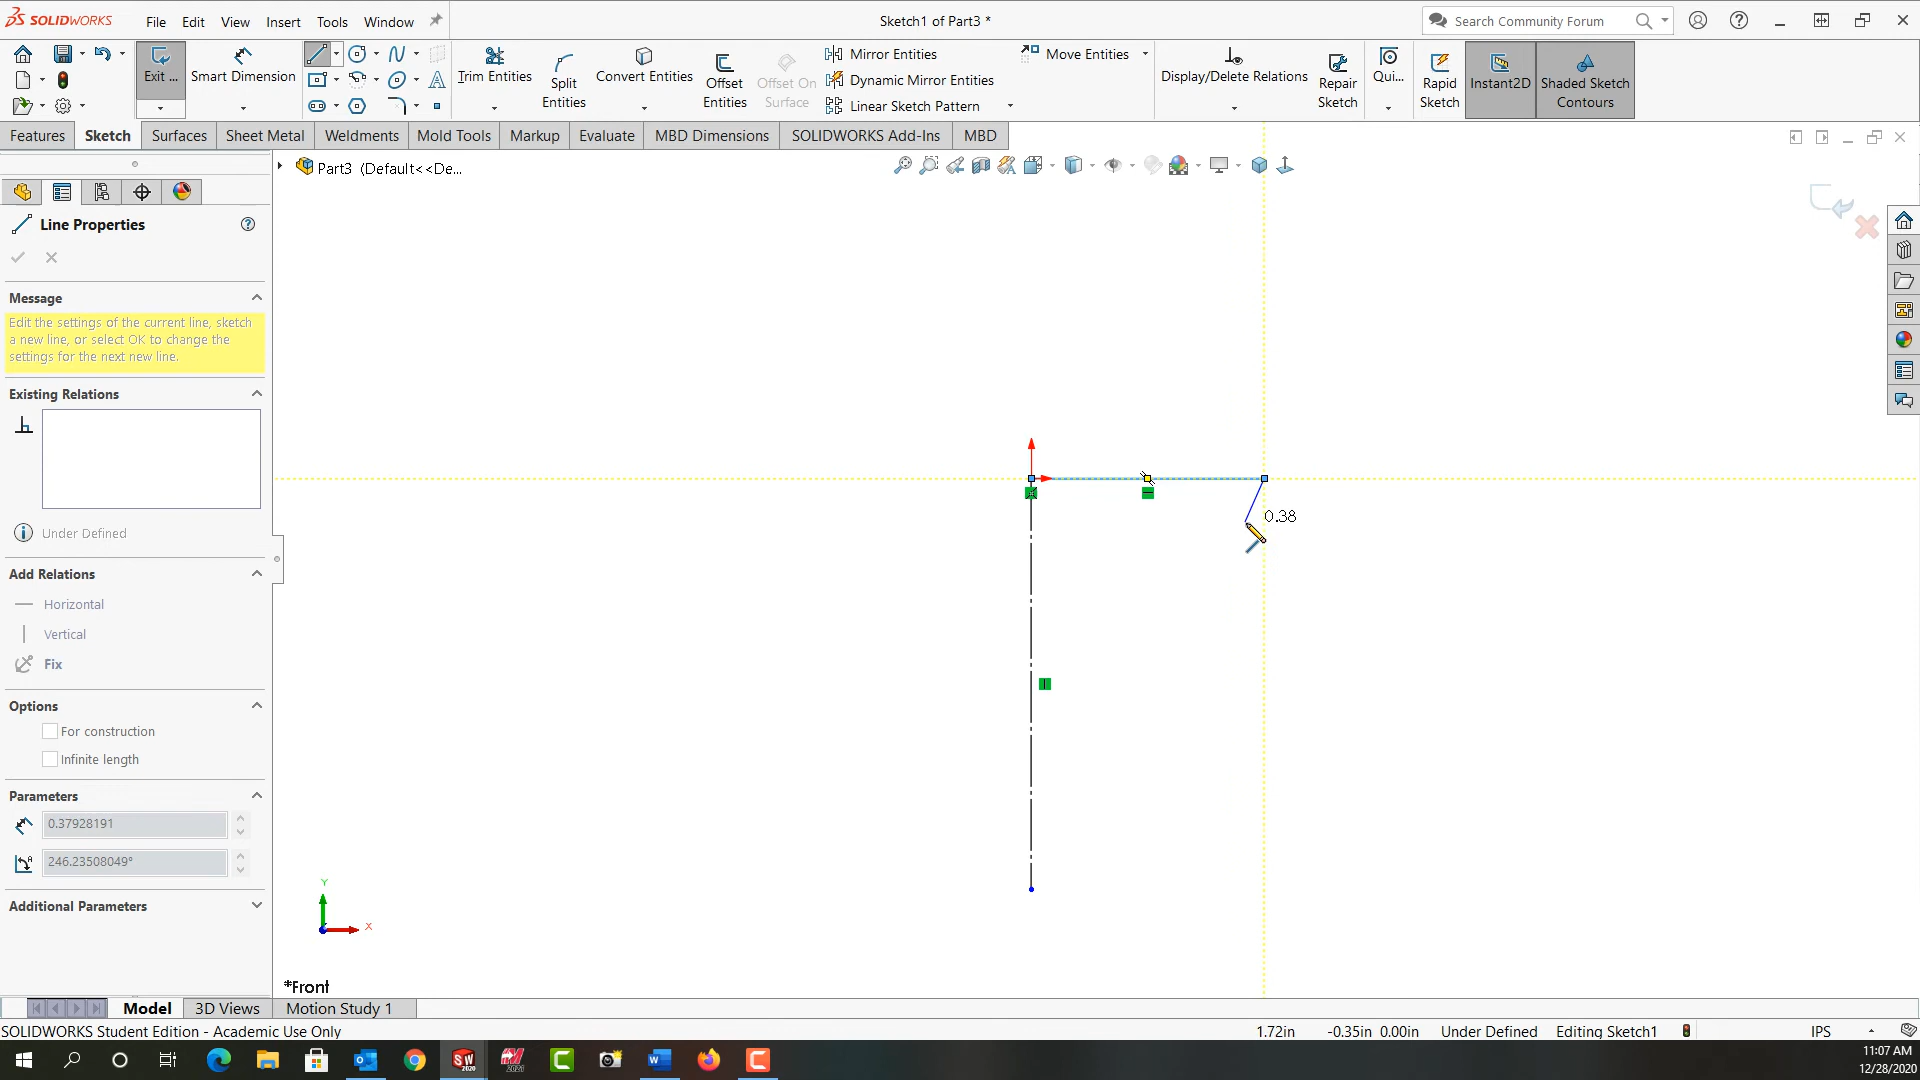 SOLIDWORKS
File Edit View Insert Tools Window
Sketch1 of Part3 *
Search Community Forum
Exit ...
Smart Dimension
Trim Entities
Split Entities
Convert Entities
Offset Entities
Offset On Surface
Mirror Entities
Dynamic Mirror Entities
Linear Sketch Pattern
Move Entities
Display/Delete Relations
Repair Sketch
Qui...
Rapid Sketch
Instant2D
Shaded Sketch Contours
Features Sketch Surfaces Sheet Metal Weldments Mold Tools Markup Evaluate MBD Dimensions SOLIDWORKS Add-Ins MBD
Part3 (Default<<De...
Line Properties
Message
Edit the settings of the current line, sketch
a new line, or select OK to change the
settings for the next new line.
Existing Relations
Under Defined
Add Relations
Horizontal
Vertical
Fix
Options
For construction
Infinite length
Parameters
0.37928191
246.23508049°
Additional Parameters
0.38
Y
X
*Front
Model 3D Views Motion Study 1
SOLIDWORKS Student Edition - Academic Use Only
1.72in -0.35in 0.00in Under Defined Editing Sketch1 IPS
11:07 AM
12/28/2020